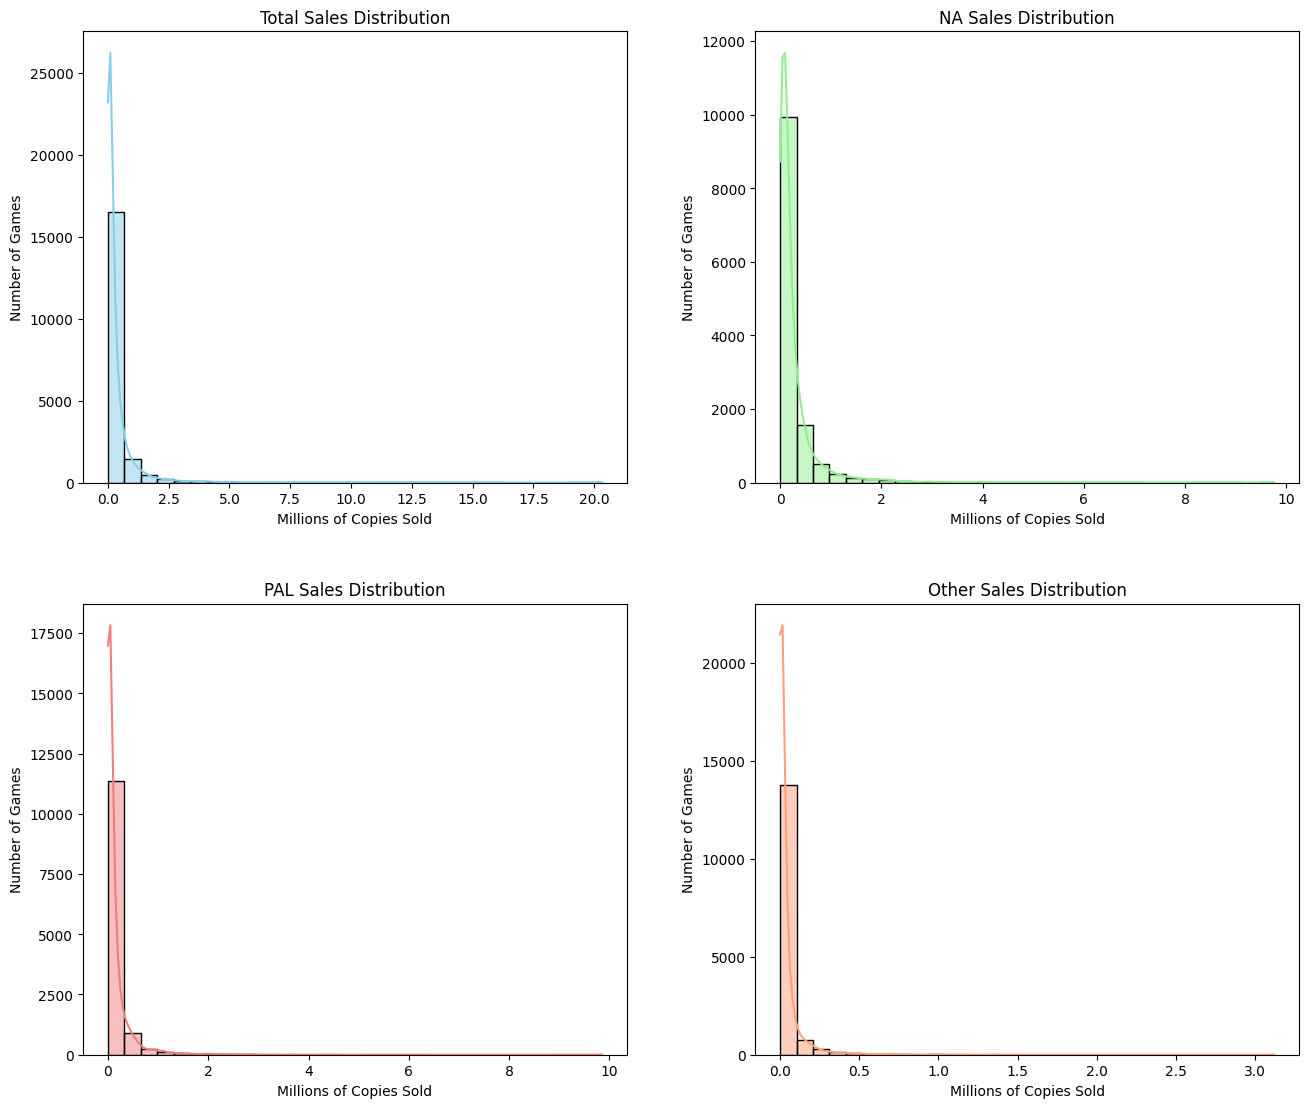 Total Sales Distribution
25000
20000
15000
10000
5000
0
Number of Games
0.0 2.5 5.0 7.5 10.0 12.5 15.0 17.5 20.0
Millions of Copies Sold
NA Sales Distribution
12000
10000
8000
6000
4000
2000
0
Number of Games
0 2 4 6 8 10
Millions of Copies Sold
PAL Sales Distribution
17500
15000
12500
10000
7500
5000
2500
0
Number of Games
0 2 4 6 8 10
Millions of Copies Sold
Other Sales Distribution
20000
15000
10000
5000
0
Number of Games
0.0 0.5 1.0 1.5 2.0 2.5 3.0
Millions of Copies Sold